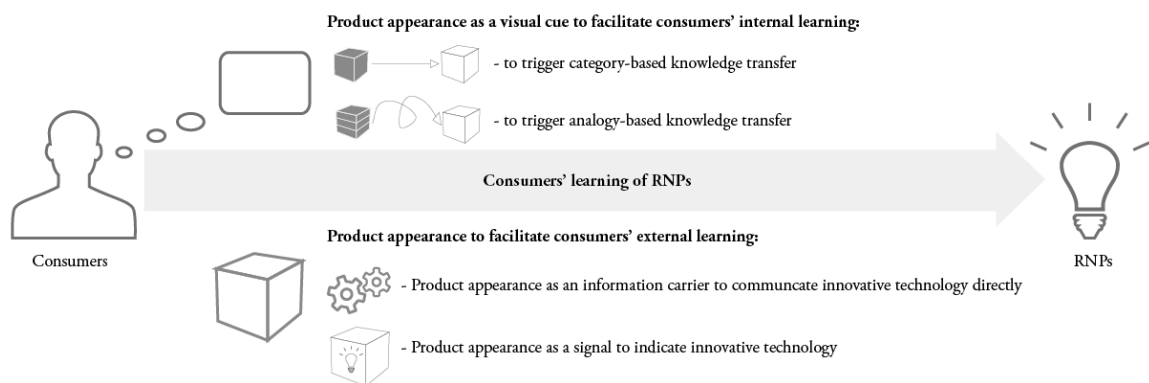 Product appearance as a visual cue to facilitate consumers’ internal learning:
- to trigger category-based knowledge transfer
- to trigger analogy-based knowledge transfer
Consumers’ learning of RNPs
Product appearance to facilitate consumers’ external learning:
Consumers
RNPs
- Product appearance as an information carrier to communcate innovative technology directly
- Product appearance as a signal to indicate innovative technology